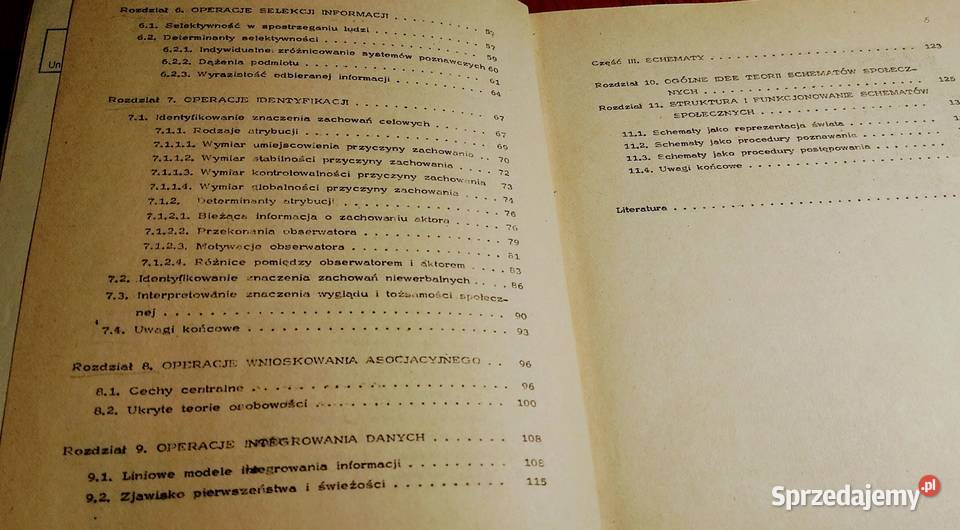 Rozdział 6. OPERACJE SELEKCJI INFORMACJI . . . . . . . . 57
6.1. Selektywność w spostrzeganiu ludzi . . . . . . . . 57
6.2. Determinanty selektywności . . . . . . . . 59
6.2.1. Indywidualne zróżnicowanie systemów poznawczych 60
6.2.2. Dążenia podmiotu . . . . . . . . 61
6.2.3. Wyrazistość odbieranej informacji . . . . . . . . 64
Rozdział 7. OPERACJE IDENTYFIKACJI . . . . . . . . 67
7.1. Identyfikowanie znaczenia zachowań celowych . . . . . . 67
7.1.1. Rodzaje atrybucji . . . . . . . . 69
7.1.1.1. Wymiar umiejscowienia przyczyny zachowania . . 70
7.1.1.2. Wymiar stabilności przyczyny zachowania . . . . 72
7.1.1.3. Wymiar kontrolowalności przyczyny zachowania 73
7.1.1.4. Wymiar globalności przyczyny zachowania 74
7.1.2. Determinanty atrybucji . . . . . . . . 76
7.1.2.1. Bieżąca informacja o zachowaniu aktora . . . . 76
7.1.2.2. Przekonania obserwatora . . . . . . . . 79
7.1.2.3. Motywacje obserwatora . . . . . . . . 81
7.1.2.4. Różnice pomiędzy obserwatorem i aktorem . . . . 83
7.2. Identyfikowanie znaczenia zachowań niewerbalnych . . . . 86
7.3. Interpretowanie znaczenia wyglądu i tożsamości społecz-
nej . . . . . . . . 90
7.4. Uwagi końcowe . . . . . . . . 93
Rozdział 8. OPERACJE WNIOSKOWANIA ASOCJACYJNEGO . . 96
8.1. Cechy centralne . . . . . . . . 96
8.2. Ukryte teorie osobowości . . . . . . . . 100
Rozdział 9. OPERACJE INTEGROWANIA DANYCH . . . . . . . 108
9.1. Liniowe modele integrowania informacji . . . . . . . . 108
9.2. Zjawisko pierwszeństwa i świeżości . . . . . . . . 115
5
Część III. SCHEMATY . . . . . . . . 123
Rozdział 10. OGÓLNE IDEE TEORII SCHEMATÓW SPOŁECZ-
NYCH . . . . . . . . 125
Rozdział 11. STRUKTURA I FUNKCJONOWANIE SCHEMATÓW
SPOŁECZNYCH . . . . . . . .
11.1. Schematy jako reprezentacja świata . . . . . . . .
11.2. Schematy jako procedury poznawania . . . . . . . .
11.3. Schematy jako procedury postępowania . . . . . . . .
11.4. Uwagi końcowe . . . . . . . .
Literatura . . . . . . . .
Sprzedajemy.pl